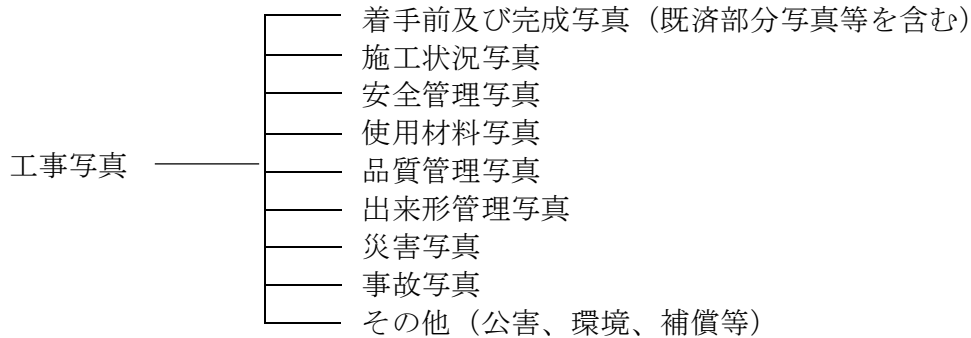 着手前及び完成写真（既済部分写真等を含む）
施工状況写真
安全管理写真
使用材料写真
工事写真
品質管理写真
出来形管理写真
災害写真
事故写真
その他（公害、環境、補償等）